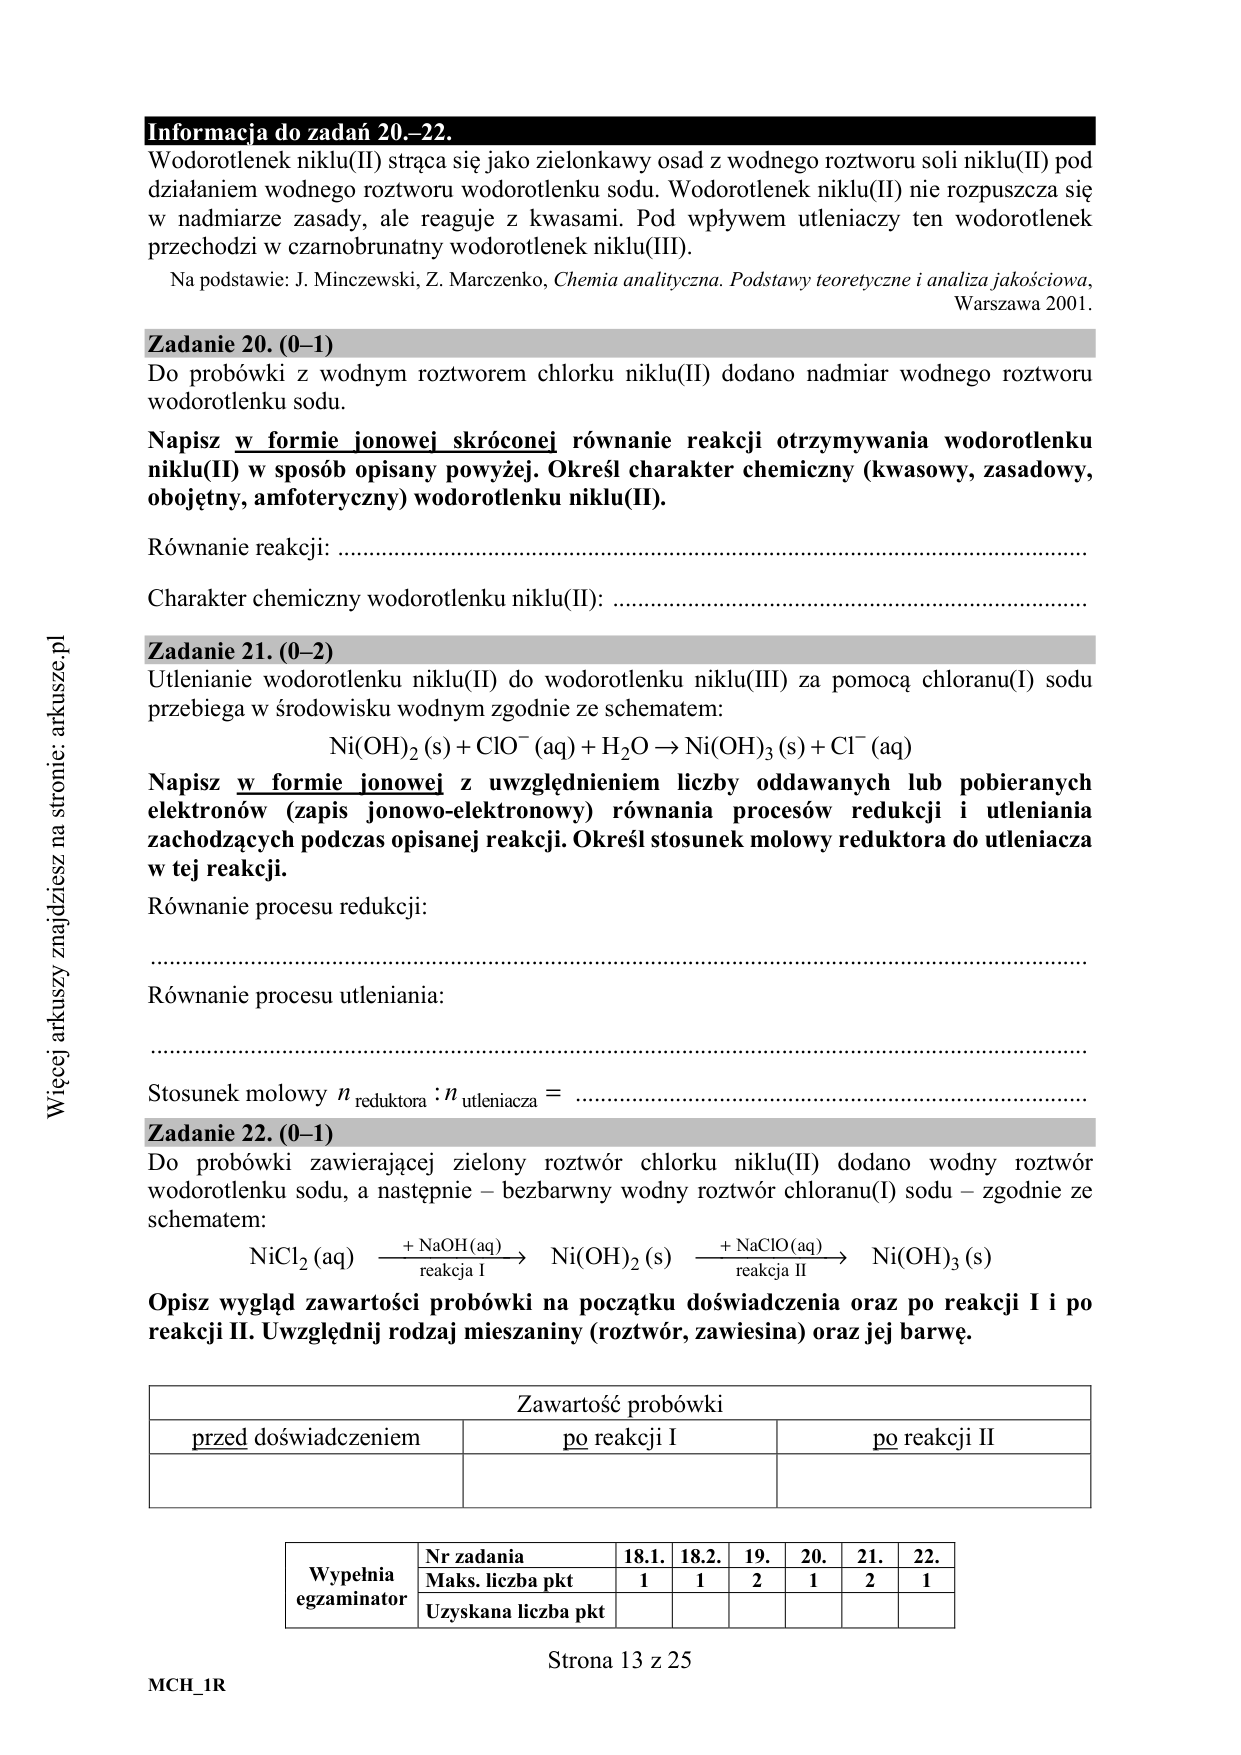 Informacja do zadań 20.–22.
Wodorotlenek niklu(II) strąca się jako zielonkawy osad z wodnego roztworu soli niklu(II) pod
działaniem wodnego roztworu wodorotlenku sodu. Wodorotlenek niklu(II) nie rozpuszcza się
w nadmiarze zasady, ale reaguje z kwasami. Pod wpływem utleniaczy ten wodorotlenek
przechodzi w czarnobrunatny wodorotlenek niklu(III).
Na podstawie: J. Minczewski, Z. Marczenko, Chemia analityczna. Podstawy teoretyczne i analiza jakościowa,
Warszawa 2001.
Zadanie 20. (0–1)
Do probówki z wodnym roztworem chlorku niklu(II) dodano nadmiar wodnego roztworu
wodorotlenku sodu.
Napisz w formie jonowej skróconej równanie reakcji otrzymywania wodorotlenku
niklu(II) w sposób opisany powyżej. Określ charakter chemiczny (kwasowy, zasadowy,
obojętny, amfoteryczny) wodorotlenku niklu(II).
Równanie reakcji: ........................................................................................................................
Charakter chemiczny wodorotlenku niklu(II): ............................................................................
Zadanie 21. (0–2)
Utlenianie wodorotlenku niklu(II) do wodorotlenku niklu(III) za pomocą chloranu(I) sodu
przebiega w środowisku wodnym zgodnie ze schematem:
Ni(OH)₂ (s) + ClO⁻ (aq) + H₂O → Ni(OH)₃ (s) + Cl⁻ (aq)
Napisz w formie jonowej z uwzględnieniem liczby oddawanych lub pobieranych
elektronów (zapis jonowo-elektronowy) równania procesów redukcji i utleniania
zachodzących podczas opisanej reakcji. Określ stosunek molowy reduktora do utleniacza
w tej reakcji.
Równanie procesu redukcji:
......................................................................................................................................................
Równanie procesu utleniania:
......................................................................................................................................................
Stosunek molowy n reduktora : n utleniacza = ..................................................................................
Zadanie 22. (0–1)
Do probówki zawierającej zielony roztwór chlorku niklu(II) dodano wodny roztwór
wodorotlenku sodu, a następnie – bezbarwny wodny roztwór chloranu(I) sodu – zgodnie ze
schematem:
NiCl₂ (aq) + NaOH (aq) reakcja I → Ni(OH)₂ (s) + NaClO (aq) reakcja II → Ni(OH)₃ (s)
Opisz wygląd zawartości probówki na początku doświadczenia oraz po reakcji I i po
reakcji II. Uwzględnij rodzaj mieszaniny (roztwór, zawiesina) oraz jej barwę.
Zawartość probówki
przed doświadczeniem po reakcji I po reakcji II
Wypełnia egzaminator
Nr zadania 18.1. 18.2. 19. 20. 21. 22.
Maks. liczba pkt 1 1 2 1 2 1
Uzyskana liczba pkt
Strona 13 z 25
MCH_1R
Więcej arkuszy znajdziesz na stronie: arkusze.pl